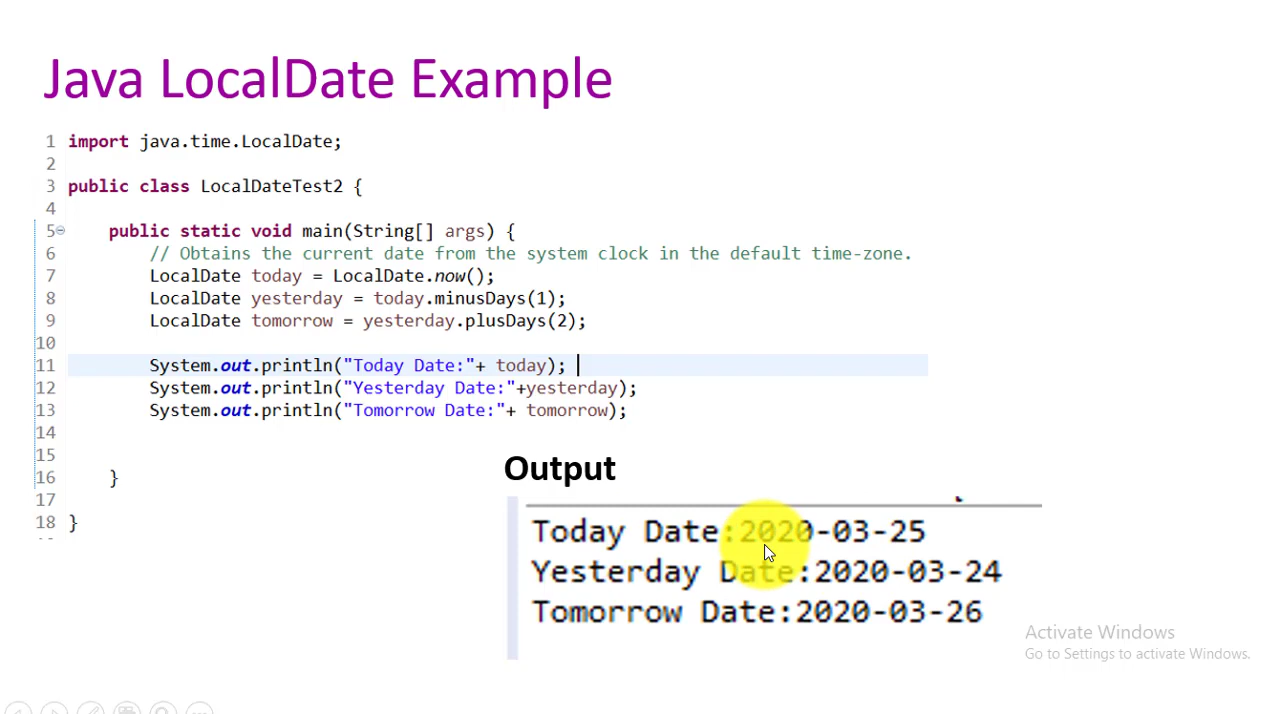 Java LocalDate Example
1 import java.time.LocalDate;
2
3 public class LocalDateTest2 {
4
5 public static void main(String[] args) {
6 // Obtains the current date from the system clock in the default time-zone.
7 LocalDate today = LocalDate.now();
8 LocalDate yesterday = today.minusDays(1);
9 LocalDate tomorrow = yesterday.plusDays(2);
10
11 System.out.println("Today Date:"+ today);
12 System.out.println("Yesterday Date:"+yesterday);
13 System.out.println("Tomorrow Date:"+ tomorrow);
14
15
16 }
17
18 }
Output
Today Date:2020-03-25
Yesterday Date:2020-03-24
Tomorrow Date:2020-03-26
Activate Windows
Go to Settings to activate Windows.